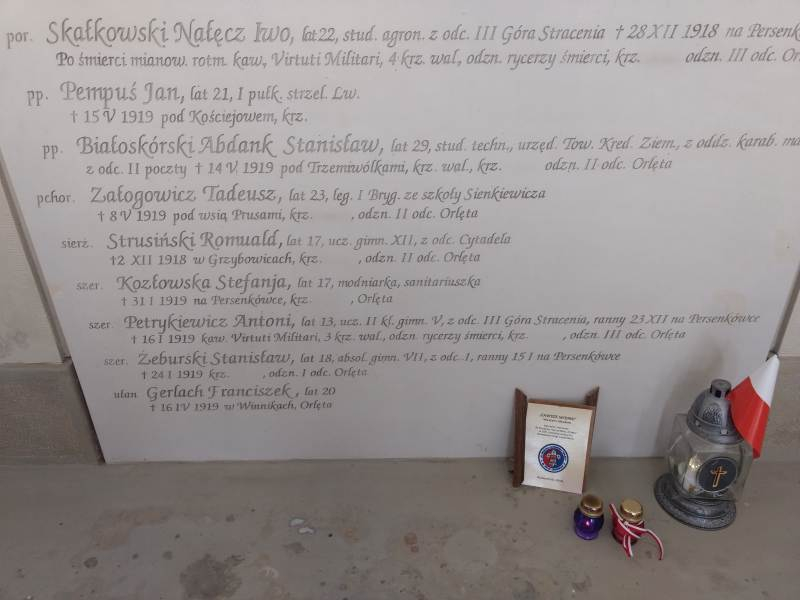 por. Skałkowski Nałęcz Iwo, lat 22, stud. agron. z odc. III Góra Stracenia † 28 XII 1918 na Persenk
Po śmierci mianow. rotm. kaw, Virtuti Militari, 4 krz. wal, odzn. rycerzy śmierci, krz. odzn. III odc. Orl
pp. Pempuś Jan, lat 21, I pułk. strzel. Lw.
† 15 V 1919 pod Kościejowem, krz.
pp. Białoskórski Abdank Stanisław, lat 29, stud. techn., urzęd. Tow. Kred. Ziem., z oddz. karab. ma
z odc. II poczty † 14 V 1919 pod Trzemiwólkami, krz. wal., krz. odzn. II odc. Orlęta
pchor. Załogowicz Tadeusz, lat 23, leg. I Bryg. ze szkoły Sienkiewicza
† 8 V 1919 pod wsią Prusami, krz. , odzn. II odc. Orlęta
sierż. Strusiński Romuald, lat 17, ucz. gimn. XII, z odc. Cytadela
†2 XII 1918 w Grzybowicach, krz. , odzn. II odc. Orlęta
szer. Kozłowska Stefanja, lat 17, modniarka, sanitariuszka
† 31 I 1919 na Persenkówce, krz. , Orlęta
szer. Petrykiewicz Antoni, lat 13, ucz. II kl. gimn. V, z odc. III Góra Stracenia, ranny 23 XII na Persenkówce
† 16 I 1919 kaw. Virtuti Militari, 3 krz. wal., odzn. rycerzy śmierci, krz. , odzn. III odc. Orlęta
szer. Żeburski Stanisław, lat 18, absol. gimn. VII, z odc. I, ranny 15 I na Persenkówce
† 24 I 1919 krz. , odzn. I odc. Orlęta
ułan Gerlach Franciszek , lat 20
† 16 IV 1919 w Winnikach, Orlęta